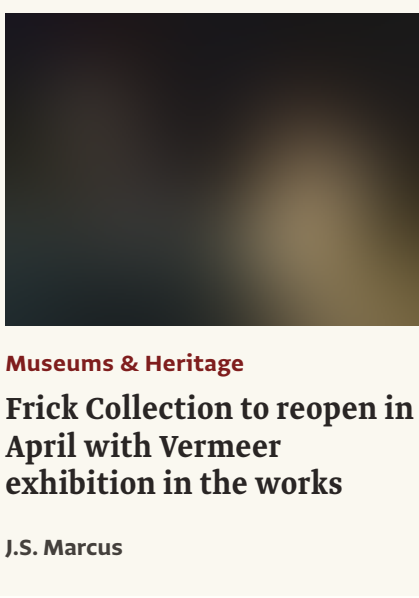 Museums & Heritage
Frick Collection to reopen in
April with Vermeer
exhibition in the works
J.S. Marcus